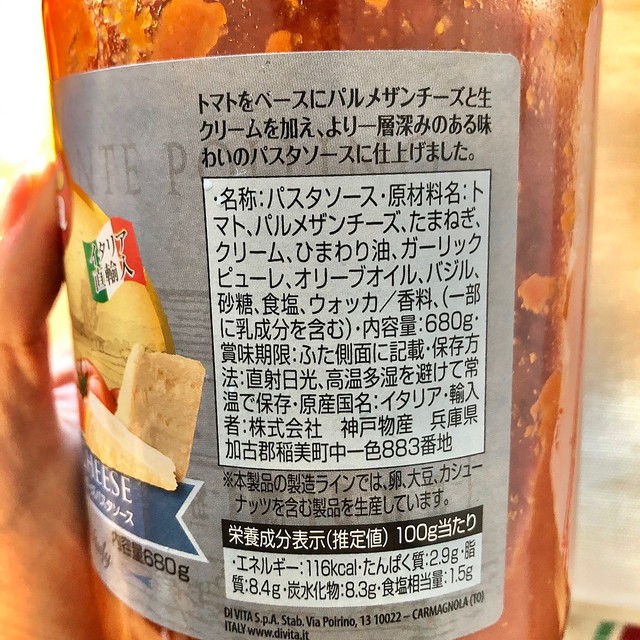 トマトをベースにパルメザンチーズと生
クリームを加え、より一層深みのある味
わいのパスタソースに仕上げました。
・名称:パスタソース・原材料名:ト
マト、パルメザンチーズ、たまねぎ、
クリーム、ひまわり油、ガーリック
ピューレ、オリーブオイル、バジル、
砂糖、食塩、ウォッカ/香料、(一部
に乳成分を含む)・内容量:680g・
賞味期限:ふた側面に記載・保存方
法:直射日光、高温多湿を避けて常
温で保存・原産国名:イタリア・輸入
者:株式会社 神戸物産 兵庫県
加古郡稲美町中一色883番地
※本製品の製造ラインでは、卵、大豆、カシュー
ナッツを含む製品を生産しています。
栄養成分表示(推定値) 100g当たり
・エネルギー:116kcal・たんぱく質:2.9g・脂
質:8.4g・炭水化物:8.3g・食塩相当量:1.5g
DI VITA S.p.A. Stab. Via Poirino, 13 10022 – CARMAGNOLA (TO)
ITALY www.divita.it
イタリア
直輸入
パスタソース
内容量680g